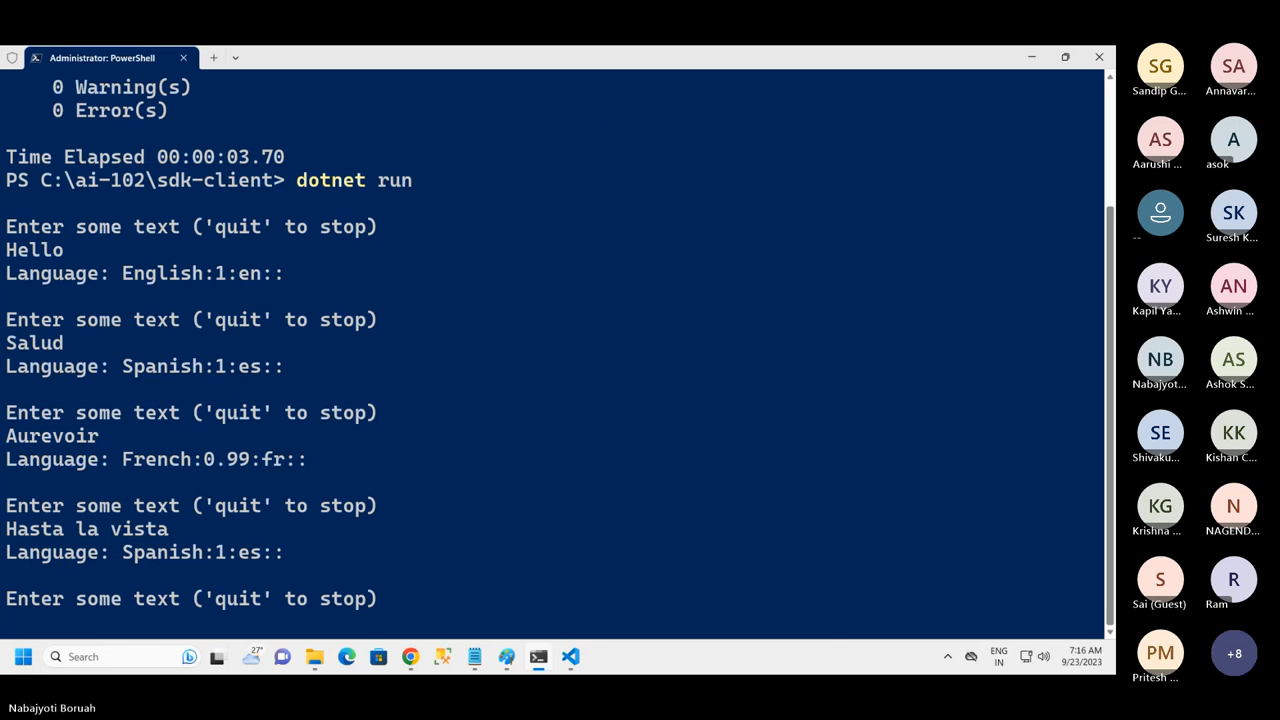 Administrator: PowerShell
0 Warning(s)
0 Error(s)
Time Elapsed 00:00:03.70
PS C:\ai-102\sdk-client> dotnet run
Enter some text ('quit' to stop)
Hello
Language: English:1:en::
Enter some text ('quit' to stop)
Salud
Language: Spanish:1:es::
Enter some text ('quit' to stop)
Aurevoir
Language: French:0.99:fr::
Enter some text ('quit' to stop)
Hasta la vista
Language: Spanish:1:es::
Enter some text ('quit' to stop)
Search
27°
ENG
IN
7:16 AM
9/23/2023
SG
Sandip G...
SA
Annavar...
AS
Aarushi ...
A
asok
--
SK
Suresh K...
KY
Kapil Ya...
AN
Ashwin ...
NB
Nabajyot...
AS
Ashok S...
SE
Shivaku...
KK
Kishan C...
KG
Krishna ...
N
NAGEND...
S
Sai (Guest)
R
Ram
PM
Pritesh ...
+8
Nabajyoti Boruah